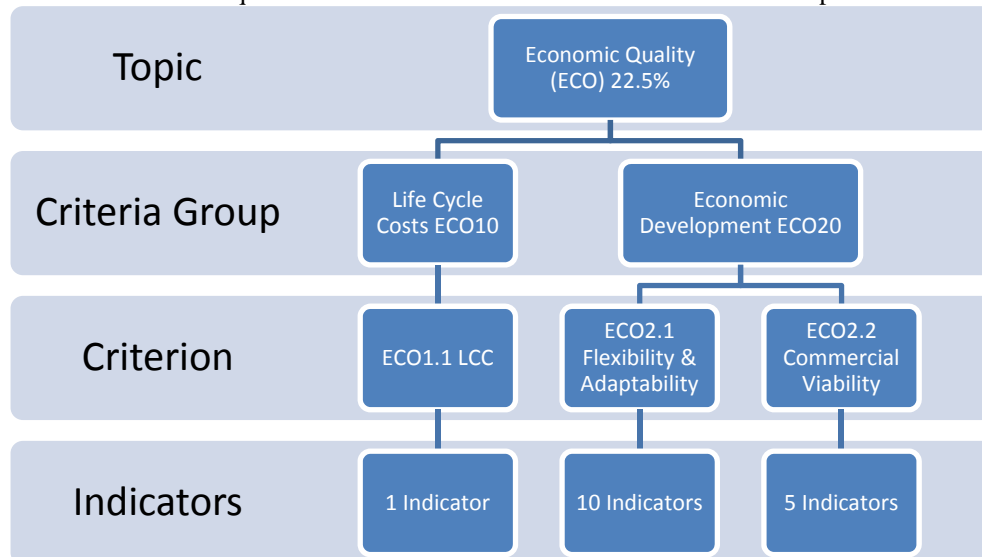 Topic
Economic Quality
(ECO) 22.5%
Criteria Group
Life Cycle
Costs ECO10
Economic
Development ECO20
Criterion
ECO1.1 LCC
ECO2.1
Flexibility &
Adaptability
ECO2.2
Commercial
Viability
Indicators
1 Indicator
10 Indicators
5 Indicators